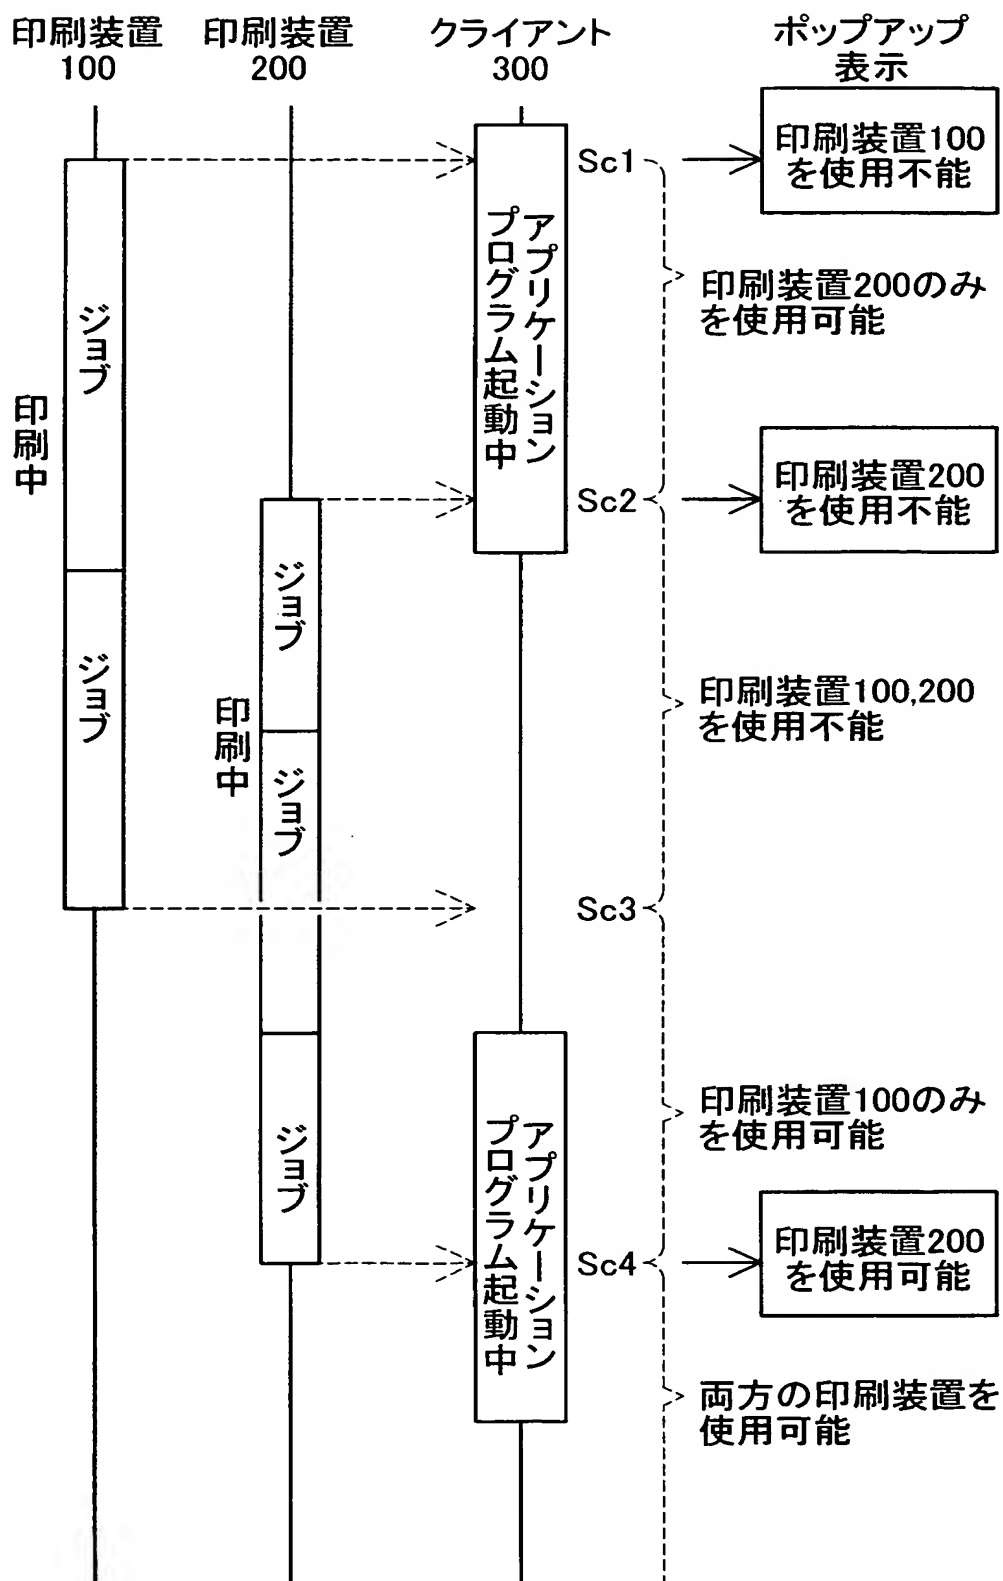 印刷装置
100
印刷装置
200
クライアント
300
ポップアップ
表示
印刷装置100
を使用不能
Sc1
アプリケーション
プログラム起動中
印刷装置200のみ
を使用可能
ジョブ
印刷中
印刷装置200
を使用不能
Sc2
ジョブ
ジョブ
印刷装置100,200
を使用不能
印刷中
ジョブ
Sc3
印刷装置100のみ
を使用可能
ジョブ
アプリケーション
プログラム起動中
Sc4
印刷装置200
を使用可能
両方の印刷装置を
使用可能